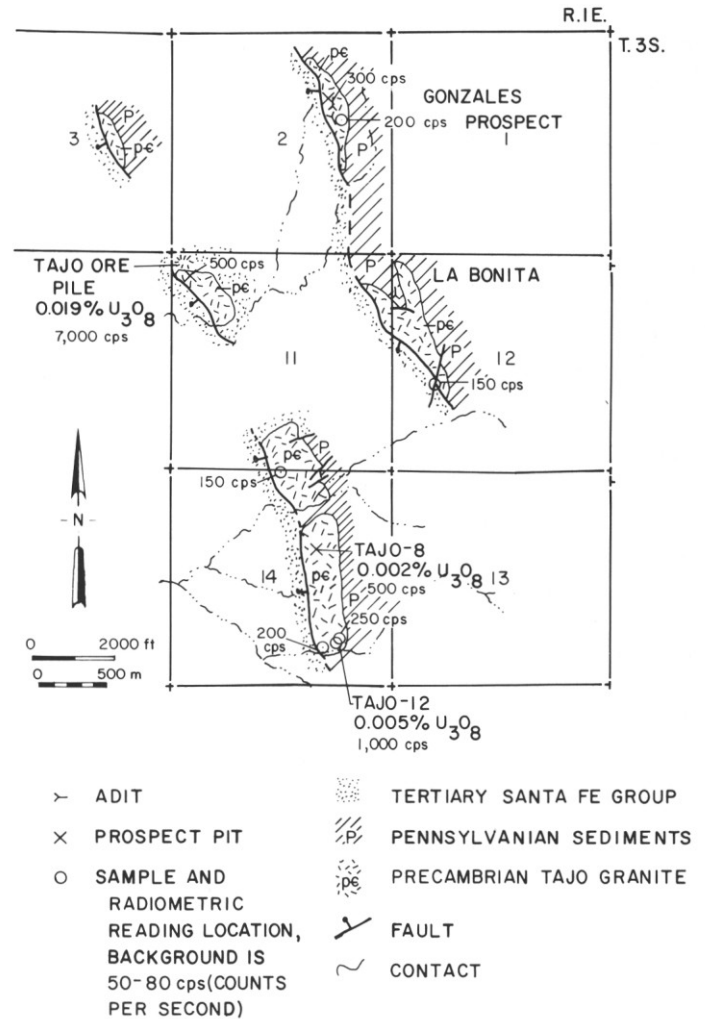 R.1E.
T.3S.
pЄ
300 cps
GONZALES
200 cps PROSPECT
P
3
pЄ
2
P
1
TAJO ORE
PILE
0.019% U3O8
7,000 cps
500 cps
pЄ
P
LA BONITA
pЄ
P
11
12
150 cps
pЄ
P
150 cps
N
TAJO-8
0.002% U3O8
500 cps
14
pЄ
13
P
250 cps
200
cps
0 2000 ft
0 500 m
TAJO-12
0.005% U3O8
1,000 cps
ADIT
PROSPECT PIT
SAMPLE AND
RADIOMETRIC
READING LOCATION,
BACKGROUND IS
50-80 cps(COUNTS
PER SECOND)
TERTIARY SANTA FE GROUP
P PENNSYLVANIAN SEDIMENTS
pЄ PRECAMBRIAN TAJO GRANITE
FAULT
CONTACT